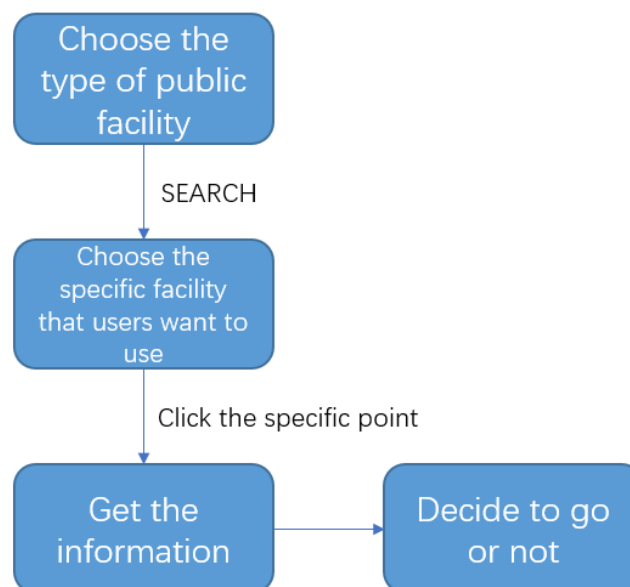 Choose the
type of public
facility
SEARCH
Choose the
specific facility
that users want to
use
Click the specific point
Get the
information
Decide to go
or not